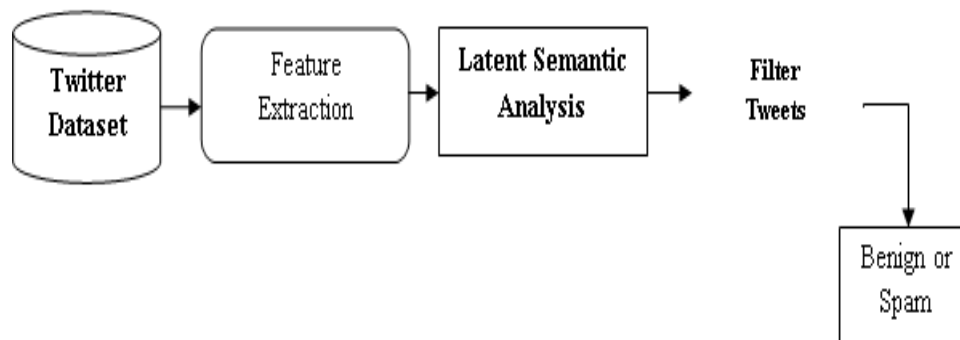 Twitter
Dataset
Feature
Extraction
Latent Semantic
Analysis
Filter
Tweets
Benign or
Spam